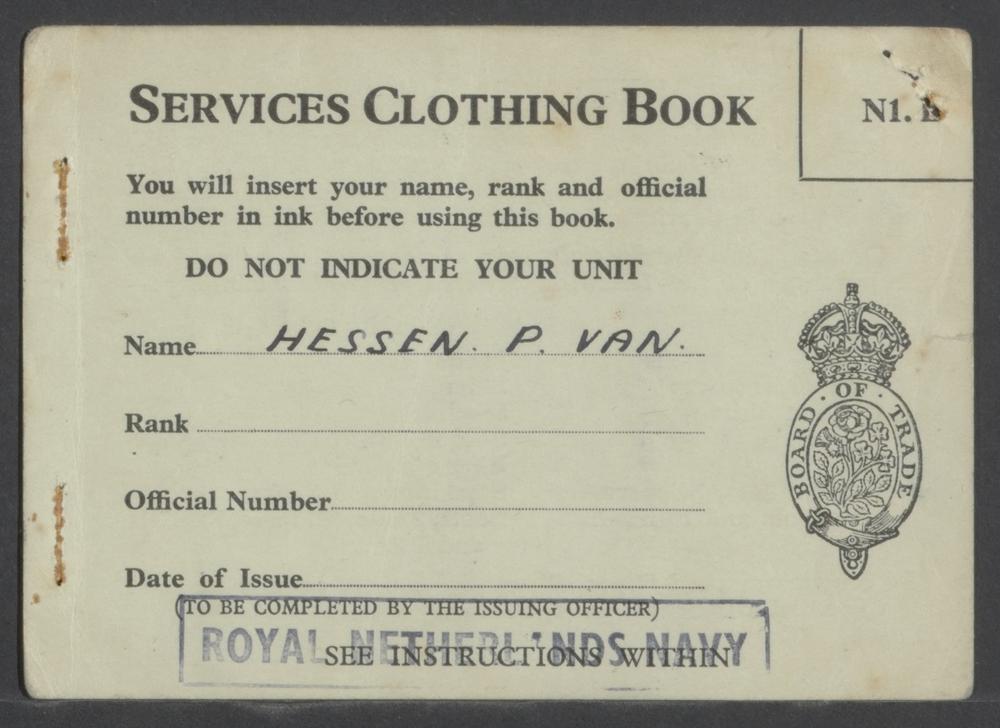 SERVICES CLOTHING BOOK
N1.
You will insert your name, rank and official
number in ink before using this book.
DO NOT INDICATE YOUR UNIT
Name HESSEN. P. VAN.
Rank
Official Number
Date of Issue
(TO BE COMPLETED BY THE ISSUING OFFICER)
ROYAL NETHERLANDS NAVY
SEE INSTRUCTIONS WITHIN
BOARD · OF · TRADE